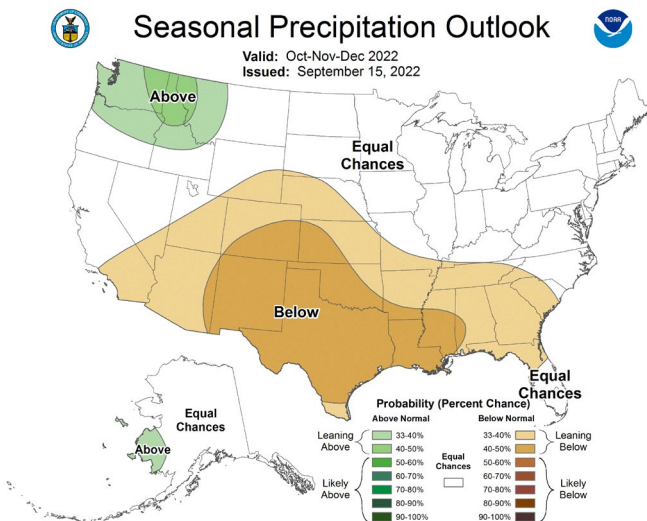 Seasonal Precipitation Outlook
Valid: Oct-Nov-Dec 2022
Issued: September 15, 2022
NOAA
Above
Equal
Chances
Below
Equal
Chances
Equal
Chances
Above
Probability (Percent Chance)
Above Normal
Below Normal
Leaning
Above
33-40%
40-50%
Likely
Above
50-60%
60-70%
70-80%
80-90%
90-100%
Equal
Chances
33-40%
40-50%
Leaning
Below
50-60%
60-70%
70-80%
80-90%
90-100%
Likely
Below